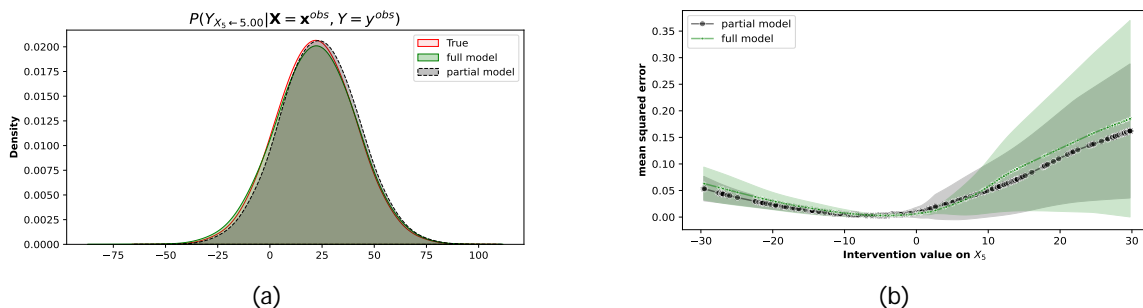 P(Y_{X_5←5.00}|X = x^{obs}, Y = y^{obs})
True
full model
partial model
Density
0.020
0.0175
0.0150
0.0125
0.0100
0.0075
0.0050
0.0025
0.0000
−75 −50 −25 0 25 50 75 100
(a)
partial model
full model
mean squared error
0.35
0.30
0.25
0.20
0.15
0.10
0.05
0.00
−30 −20 −10 0 10 20 30
Intervention value on X_5
(b)